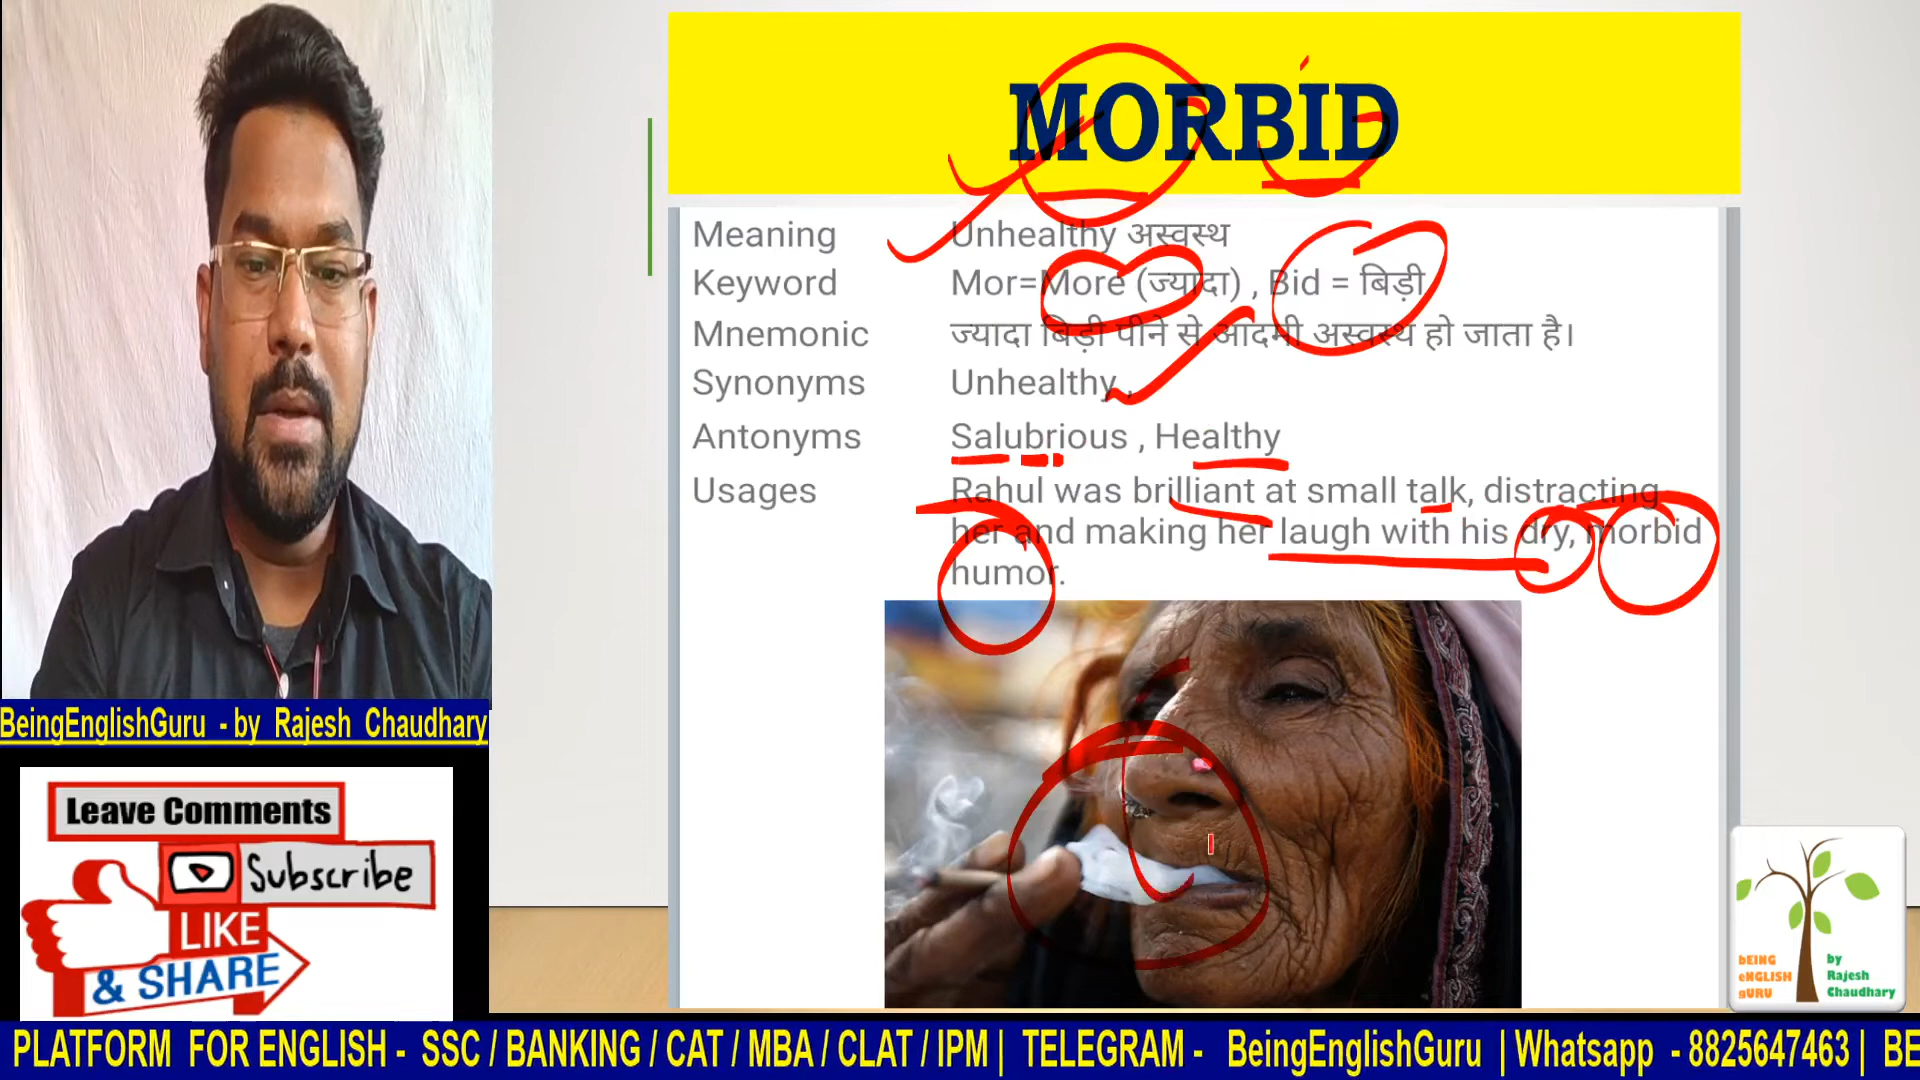 MORBID
Meaning Unhealthy अस्वस्थ
Keyword Mor=More (ज्यादा) , Bid = बिड़ी
Mnemonic ज्यादा बिड़ी पीने से आदमी अस्वस्थ हो जाता है।
Synonyms Unhealthy ,
Antonyms Salubrious , Healthy
Usages Rahul was brilliant at small talk, distracting
her and making her laugh with his dry, morbid
humor.
BeingEnglishGuru - by Rajesh Chaudhary
Leave Comments
Subscribe
LIKE
& SHARE
bEING
eNGLISH
gURU
by
Rajesh
Chaudhary
PLATFORM FOR ENGLISH - SSC / BANKING / CAT / MBA / CLAT / IPM | TELEGRAM - BeingEnglishGuru | Whatsapp - 8825647463 | BE